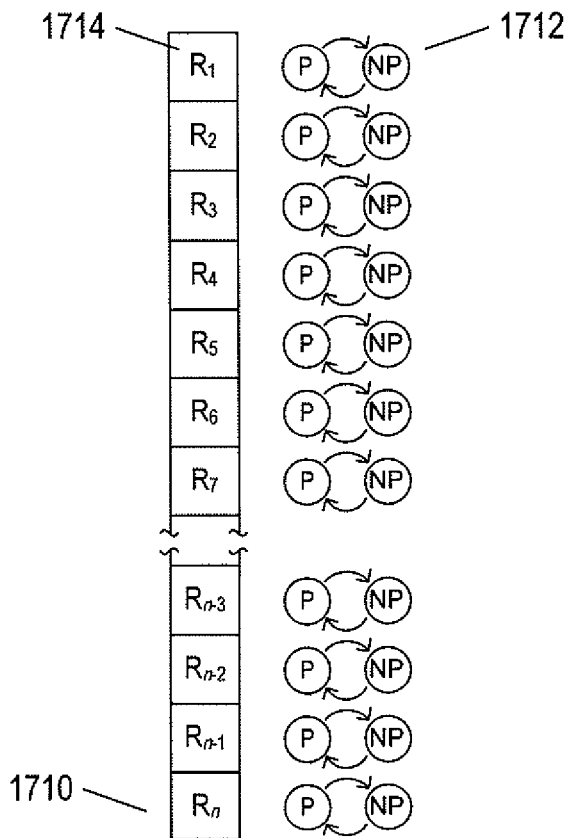 1714 1712
R1 P NP
R2 P NP
R3 P NP
R4 P NP
R5 P NP
R6 P NP
R7 P NP
Rn-3 P NP
Rn-2 P NP
Rn-1 P NP
1710
Rn P NP